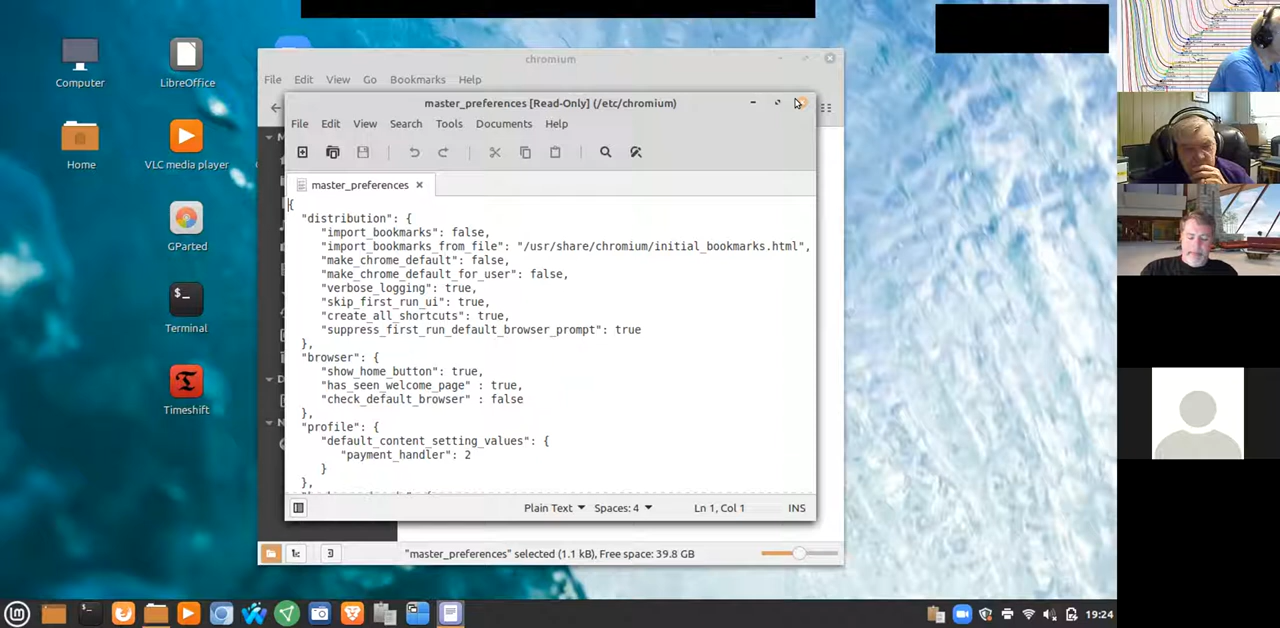 Computer
LibreOffice
Home
VLC media player
GParted
Terminal
Timeshift
chromium
File Edit View Go Bookmarks Help
master_preferences [Read-Only] (/etc/chromium)
File Edit View Search Tools Documents Help
master_preferences
{
"distribution": {
"import_bookmarks": false,
"import_bookmarks_from_file": "/usr/share/chromium/initial_bookmarks.html",
"make_chrome_default": false,
"make_chrome_default_for_user": false,
"verbose_logging": true,
"skip_first_run_ui": true,
"create_all_shortcuts": true,
"suppress_first_run_default_browser_prompt": true
},
"browser": {
"show_home_button": true,
"has_seen_welcome_page" : true,
"check_default_browser" : false
},
"profile": {
"default_content_setting_values": {
"payment_handler": 2
}
},
Plain Text Spaces: 4 Ln 1, Col 1 INS
"master_preferences" selected (1.1 kB), Free space: 39.8 GB
19:24